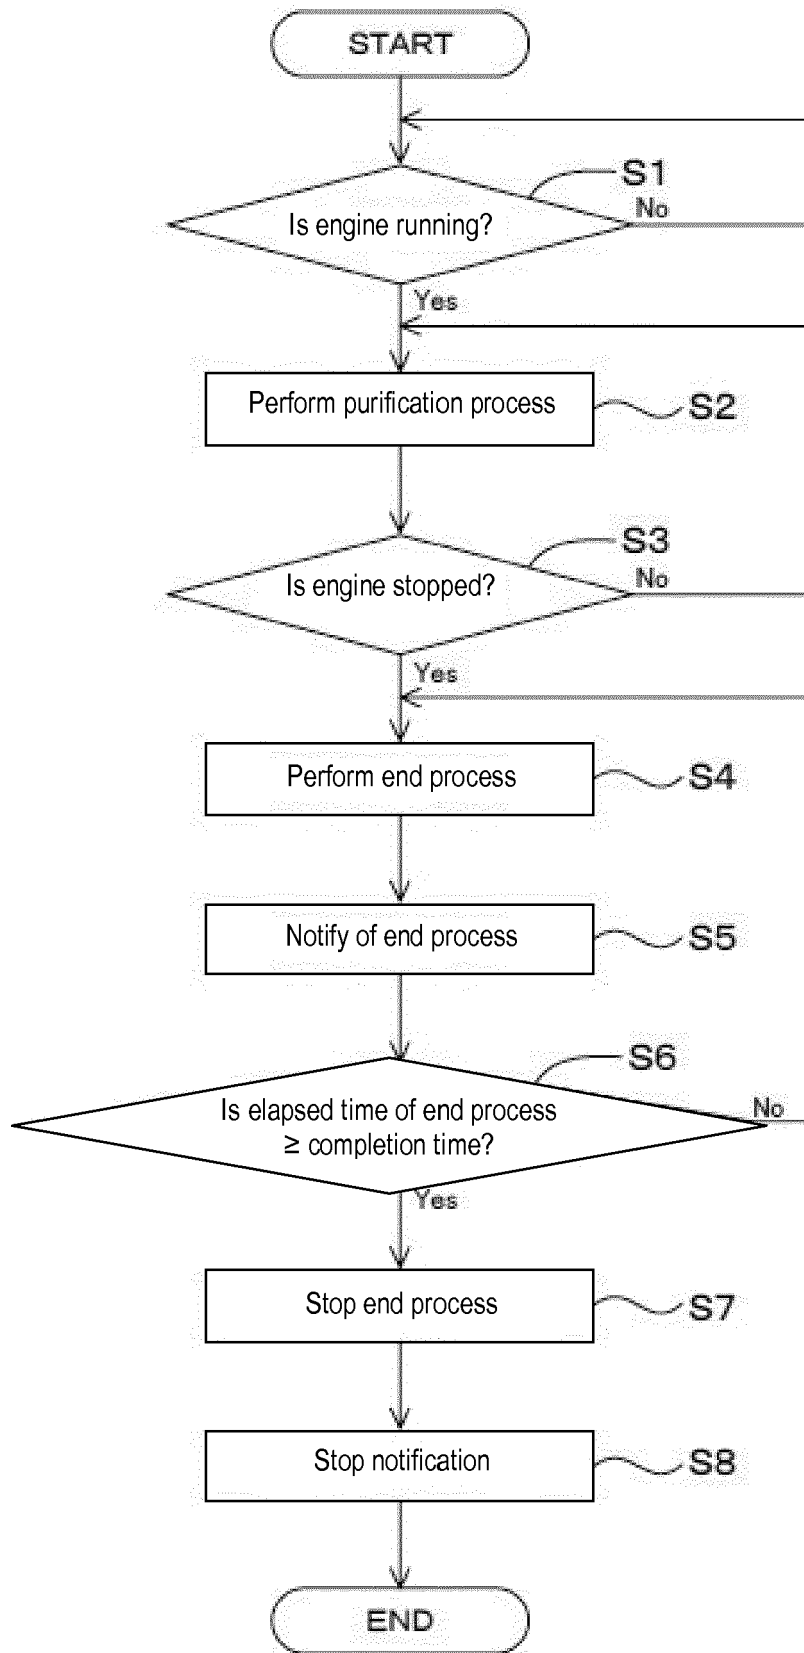 START
S1
Is engine running?
No
Yes
Perform purification process
S2
S3
Is engine stopped?
No
Yes
Perform end process
S4
Notify of end process
S5
S6
Is elapsed time of end process
≥ completion time?
No
Yes
Stop end process
S7
Stop notification
S8
END